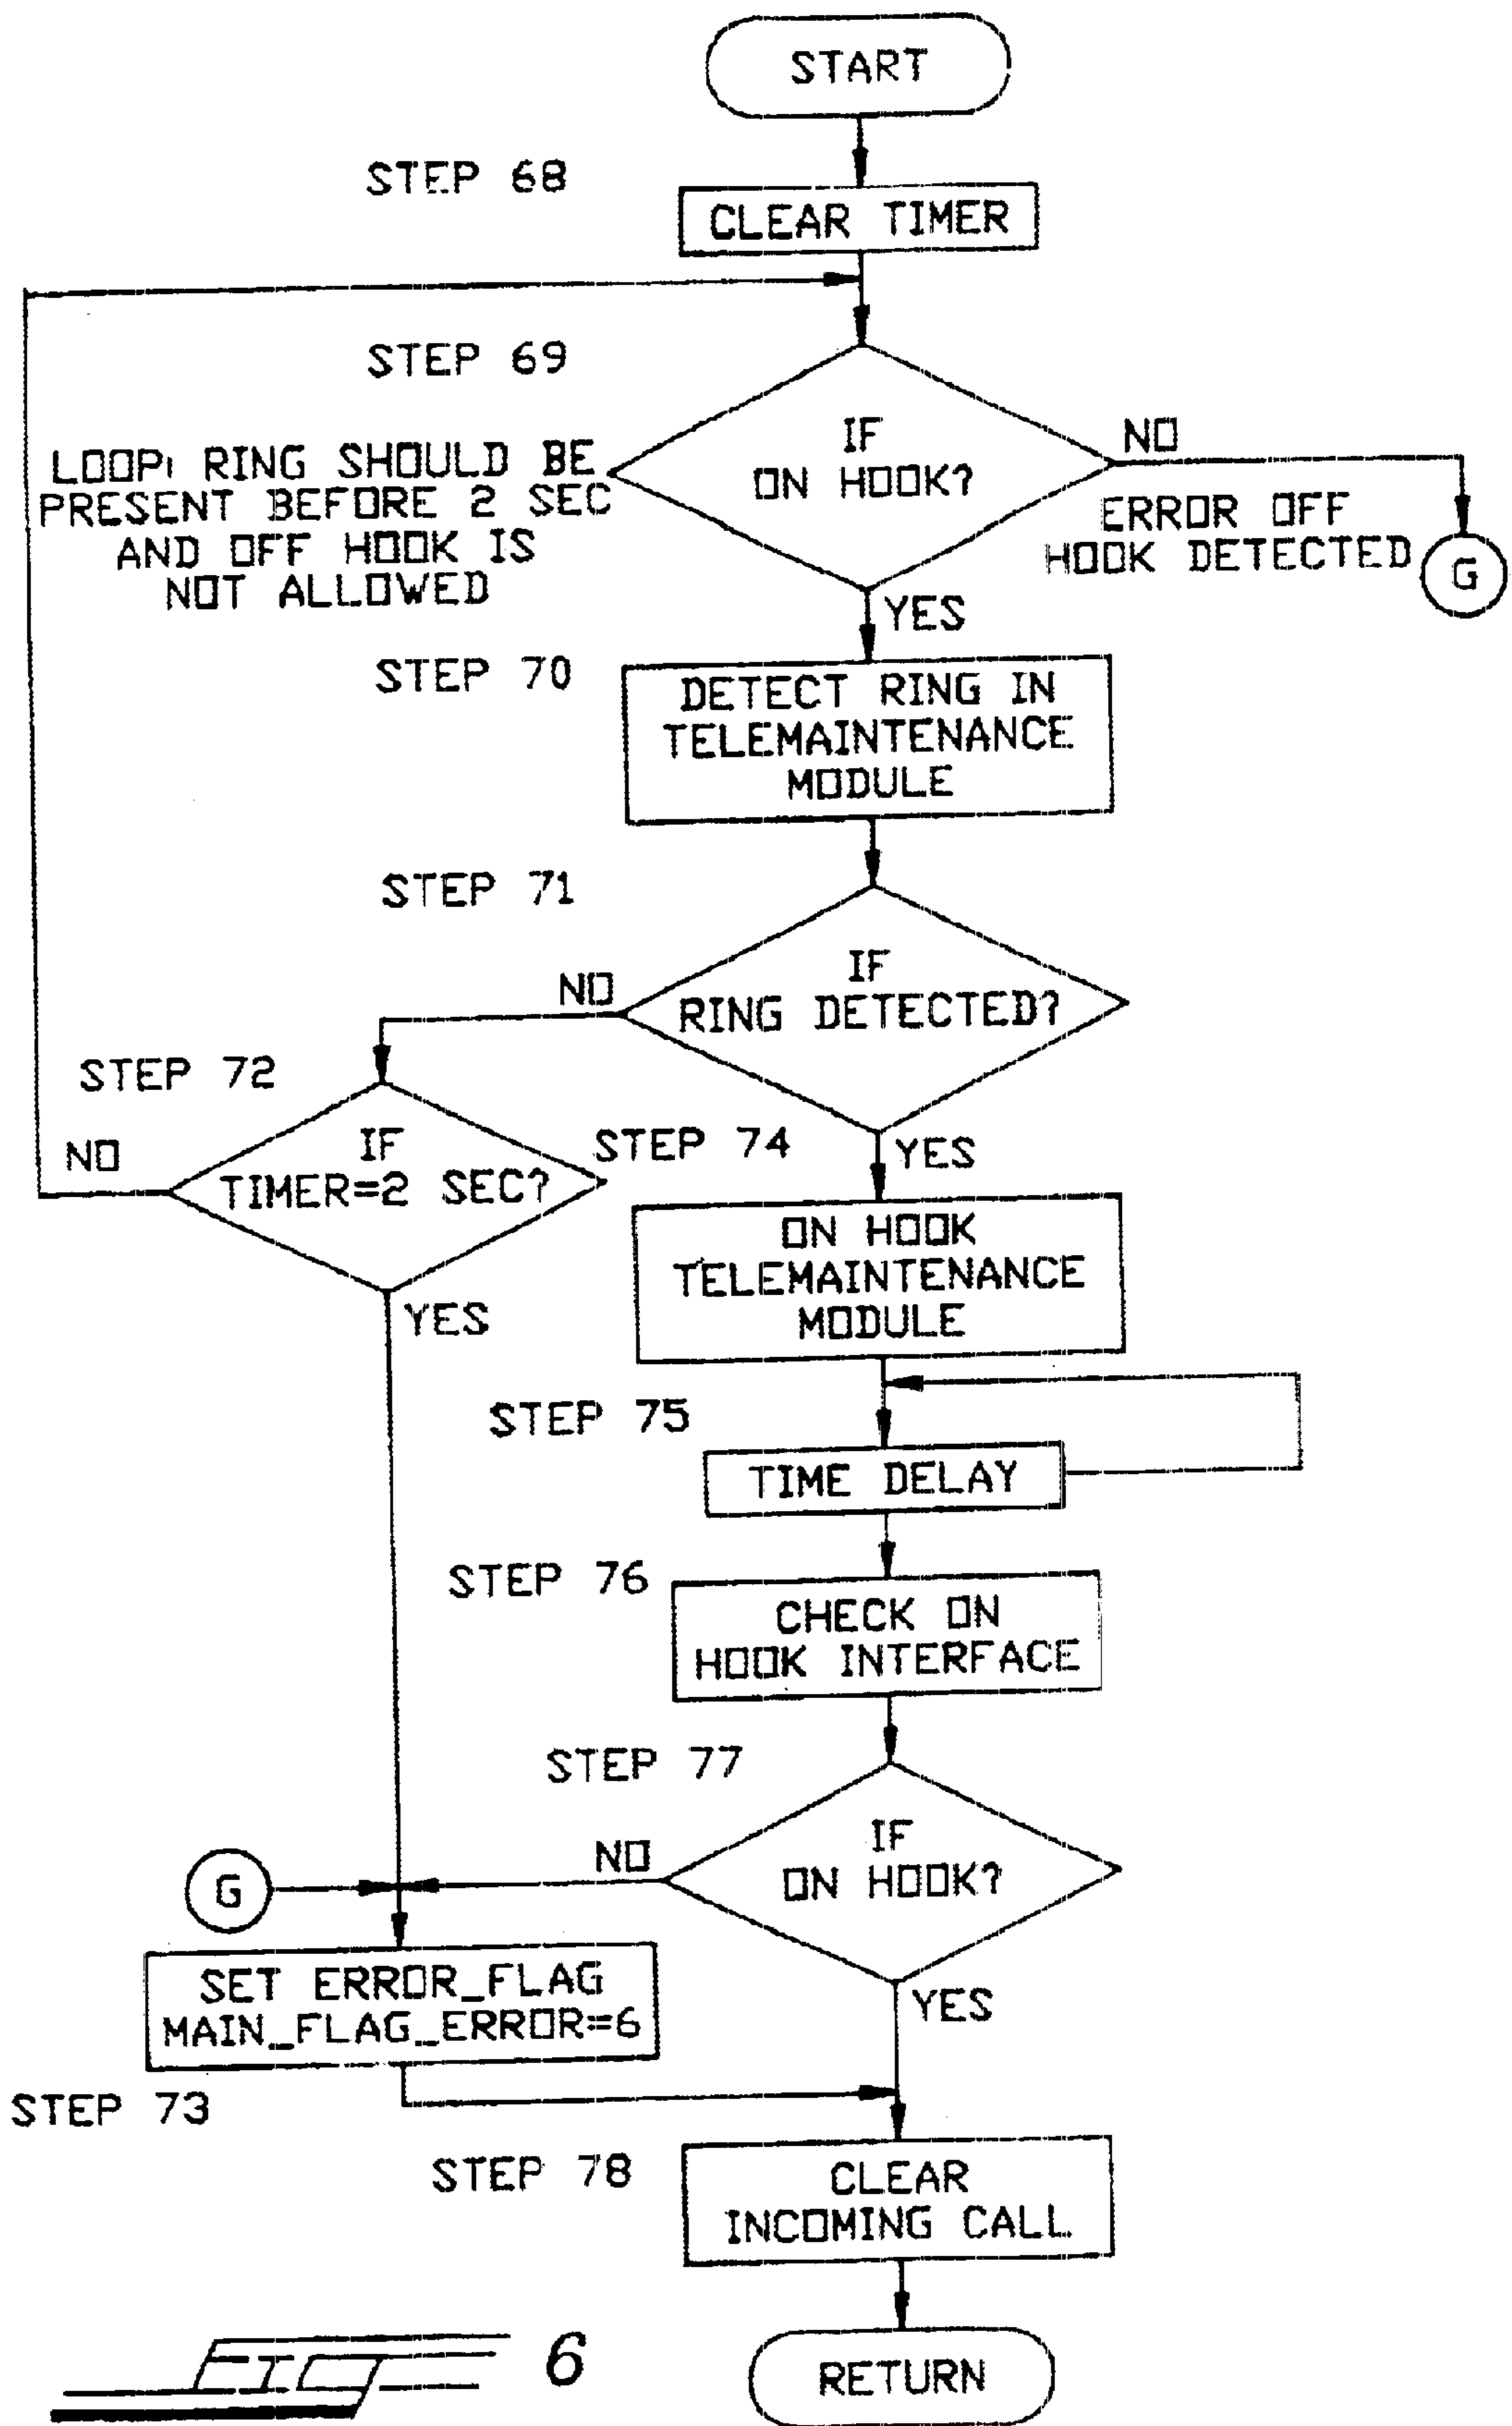 START
STEP 68
CLEAR TIMER
STEP 69
IF
ON HOOK?
NO
LOOP: RING SHOULD BE
PRESENT BEFORE 2 SEC
AND OFF HOOK IS
NOT ALLOWED
ERROR OFF
HOOK DETECTED
G
YES
STEP 70
DETECT RING IN
TELEMAINTENANCE
MODULE
STEP 71
IF
RING DETECTED?
NO
STEP 72
IF
TIMER=2 SEC?
NO
YES
STEP 74
YES
ON HOOK
TELEMAINTENANCE
MODULE
STEP 75
TIME DELAY
STEP 76
CHECK ON
HOOK INTERFACE
STEP 77
IF
ON HOOK?
NO
G
YES
SET ERROR_FLAG
MAIN_FLAG_ERROR=6
STEP 73
STEP 78
CLEAR
INCOMING CALL
RETURN
FIG 6